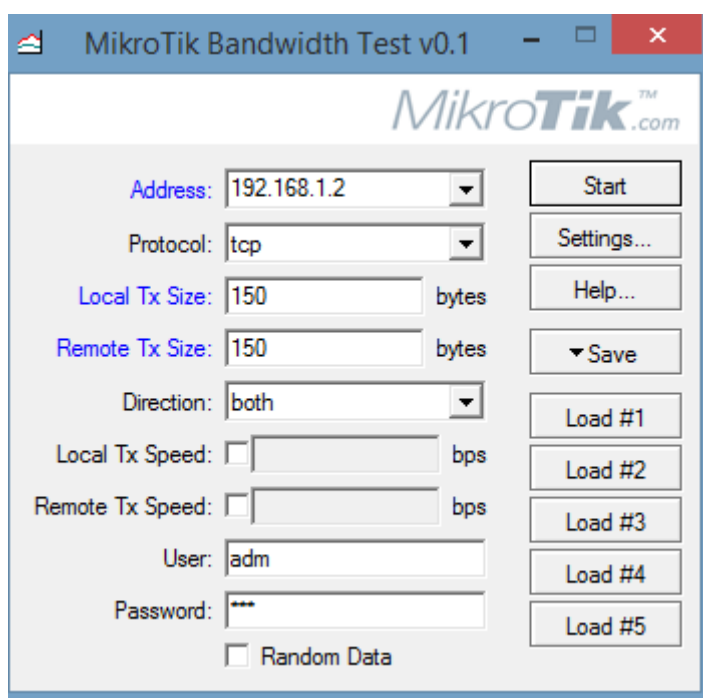 MikroTik Bandwidth Test v0.1
MikroTik™.com
Address: 192.168.1.2 Start
Protocol: tcp Settings...
Local Tx Size: 150 bytes Help...
Remote Tx Size: 150 bytes Save
Direction: both Load #1
Local Tx Speed: bps Load #2
Remote Tx Speed: bps Load #3
User: adm Load #4
Password: *** Load #5
Random Data